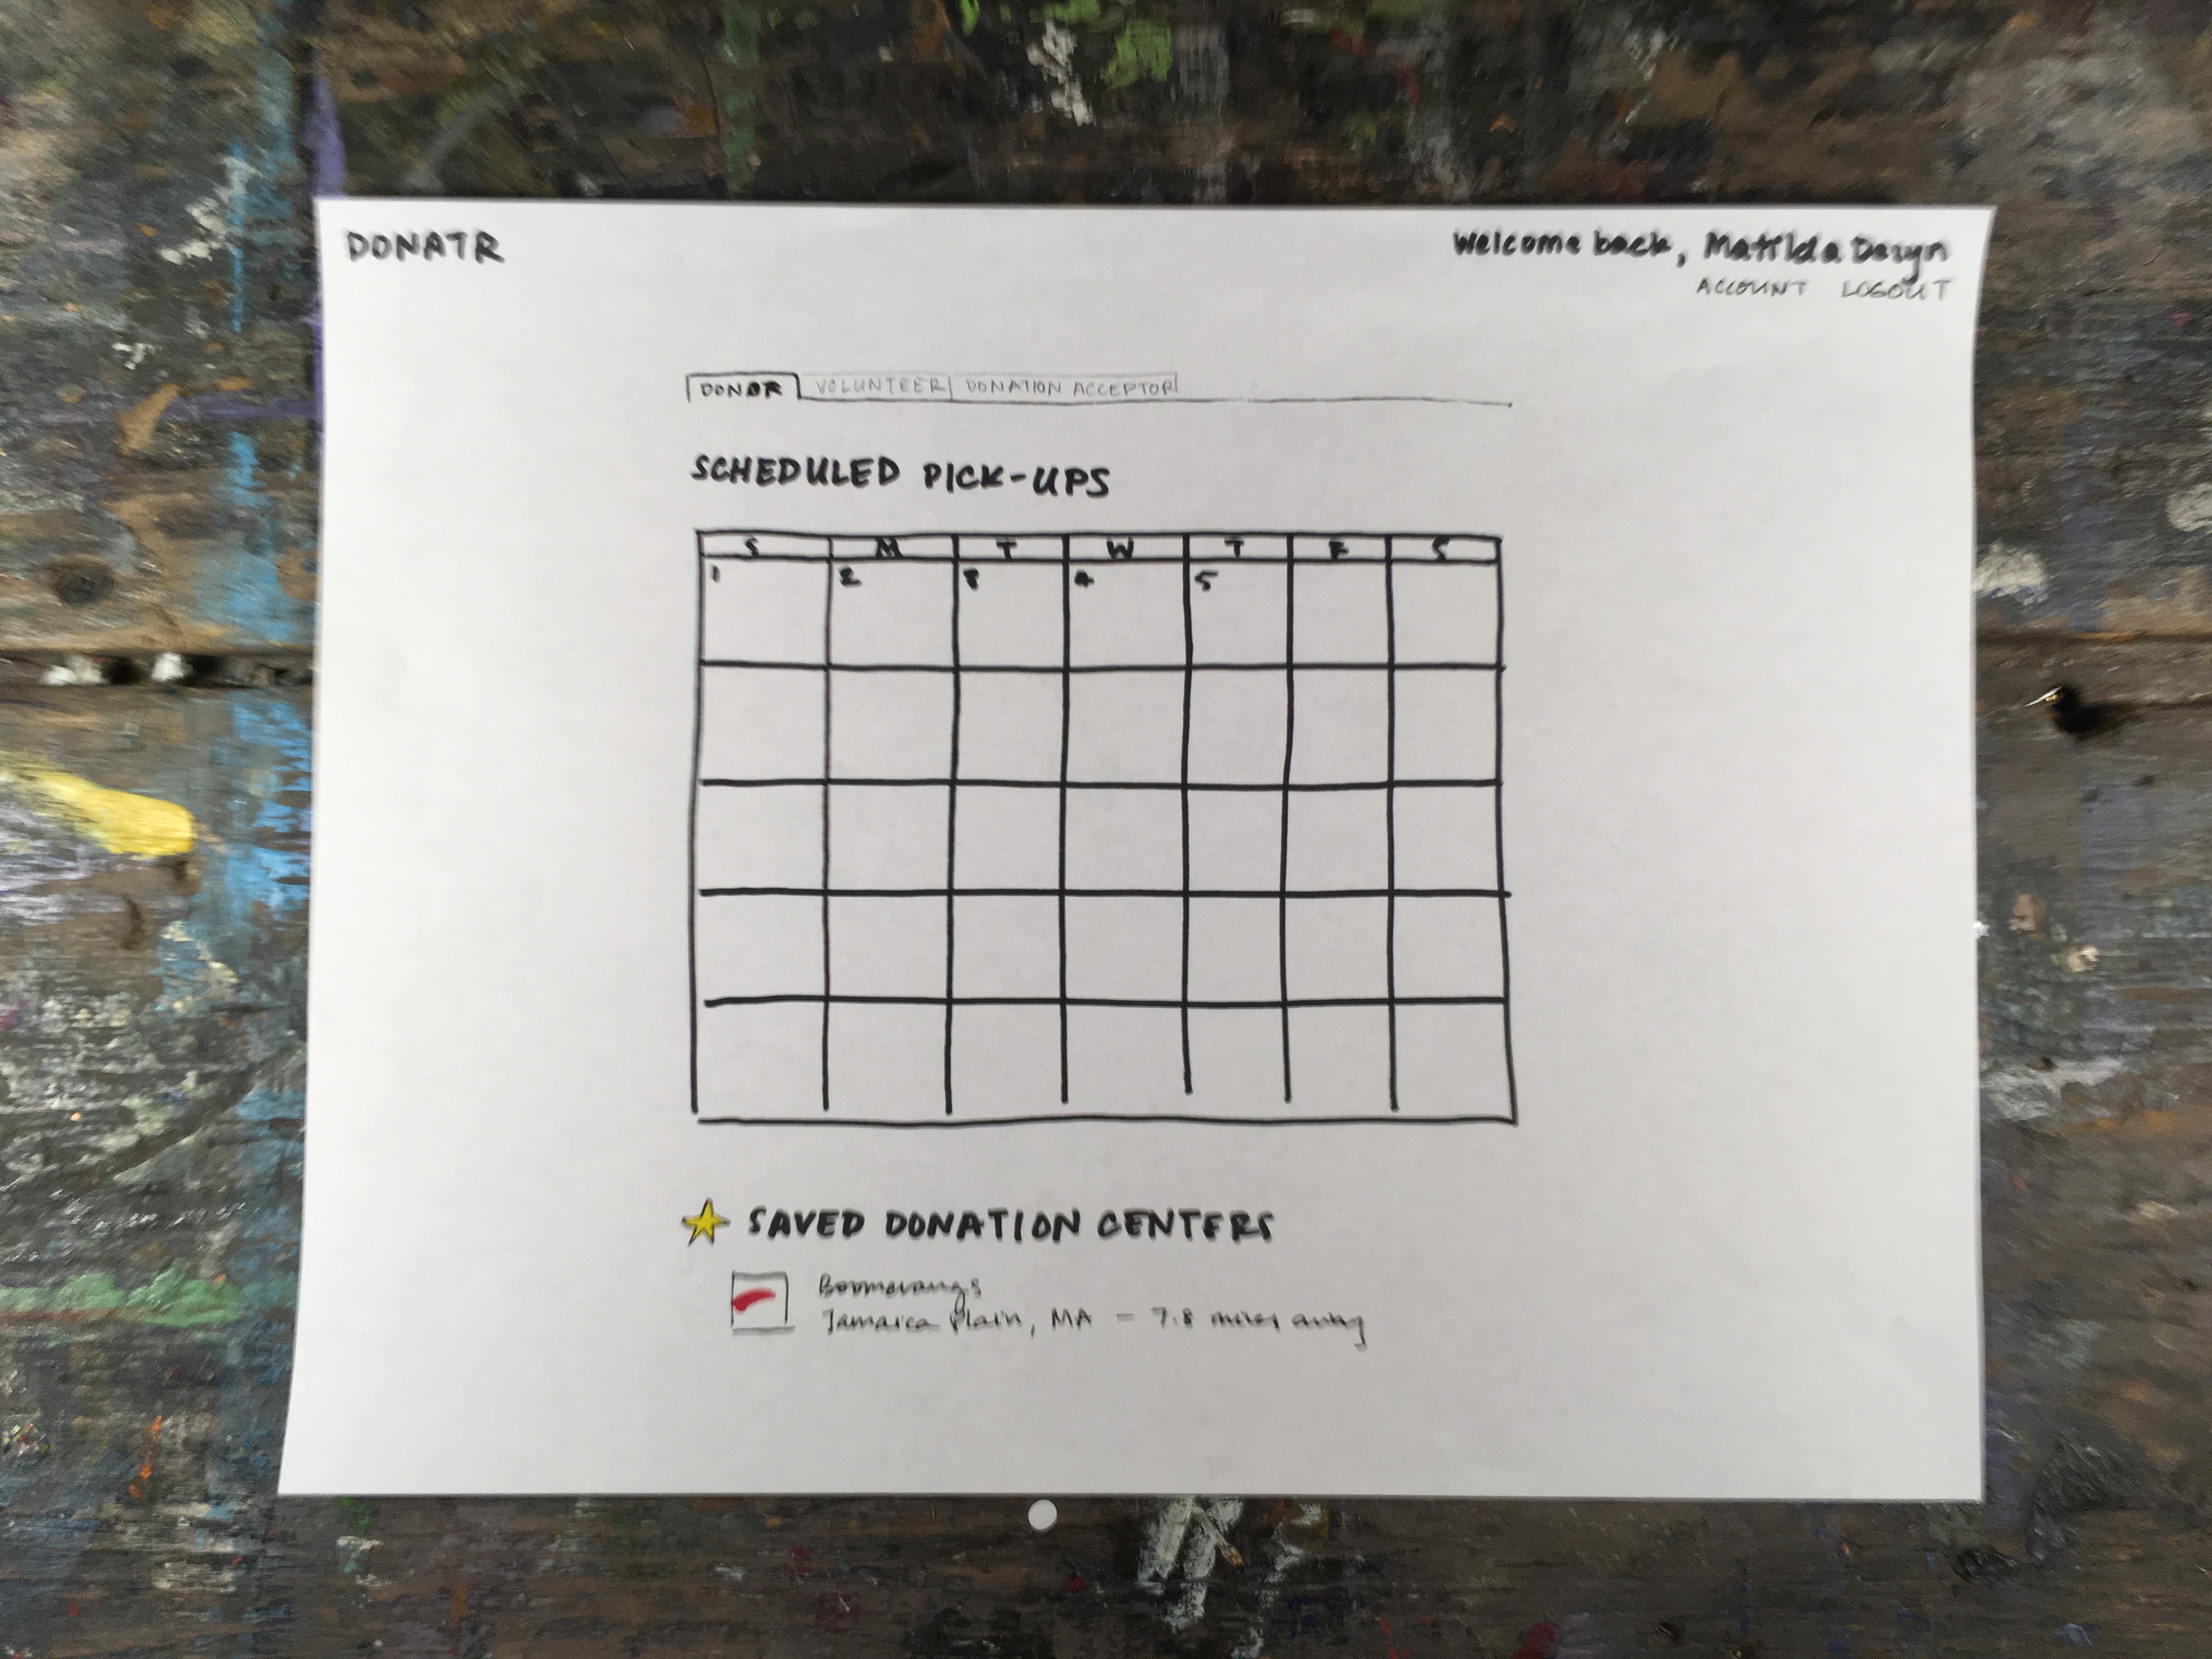 DONATR
Welcome back, Matilda Dezyn
ACCOUNT LOGOUT
DONOR VOLUNTEER DONATION ACCEPTOR
SCHEDULED PICK-UPS
S M T W T F S
1 2 3 4 5
SAVED DONATION CENTERS
Boomerangs
Jamaica Plain, MA - 7.8 miles away